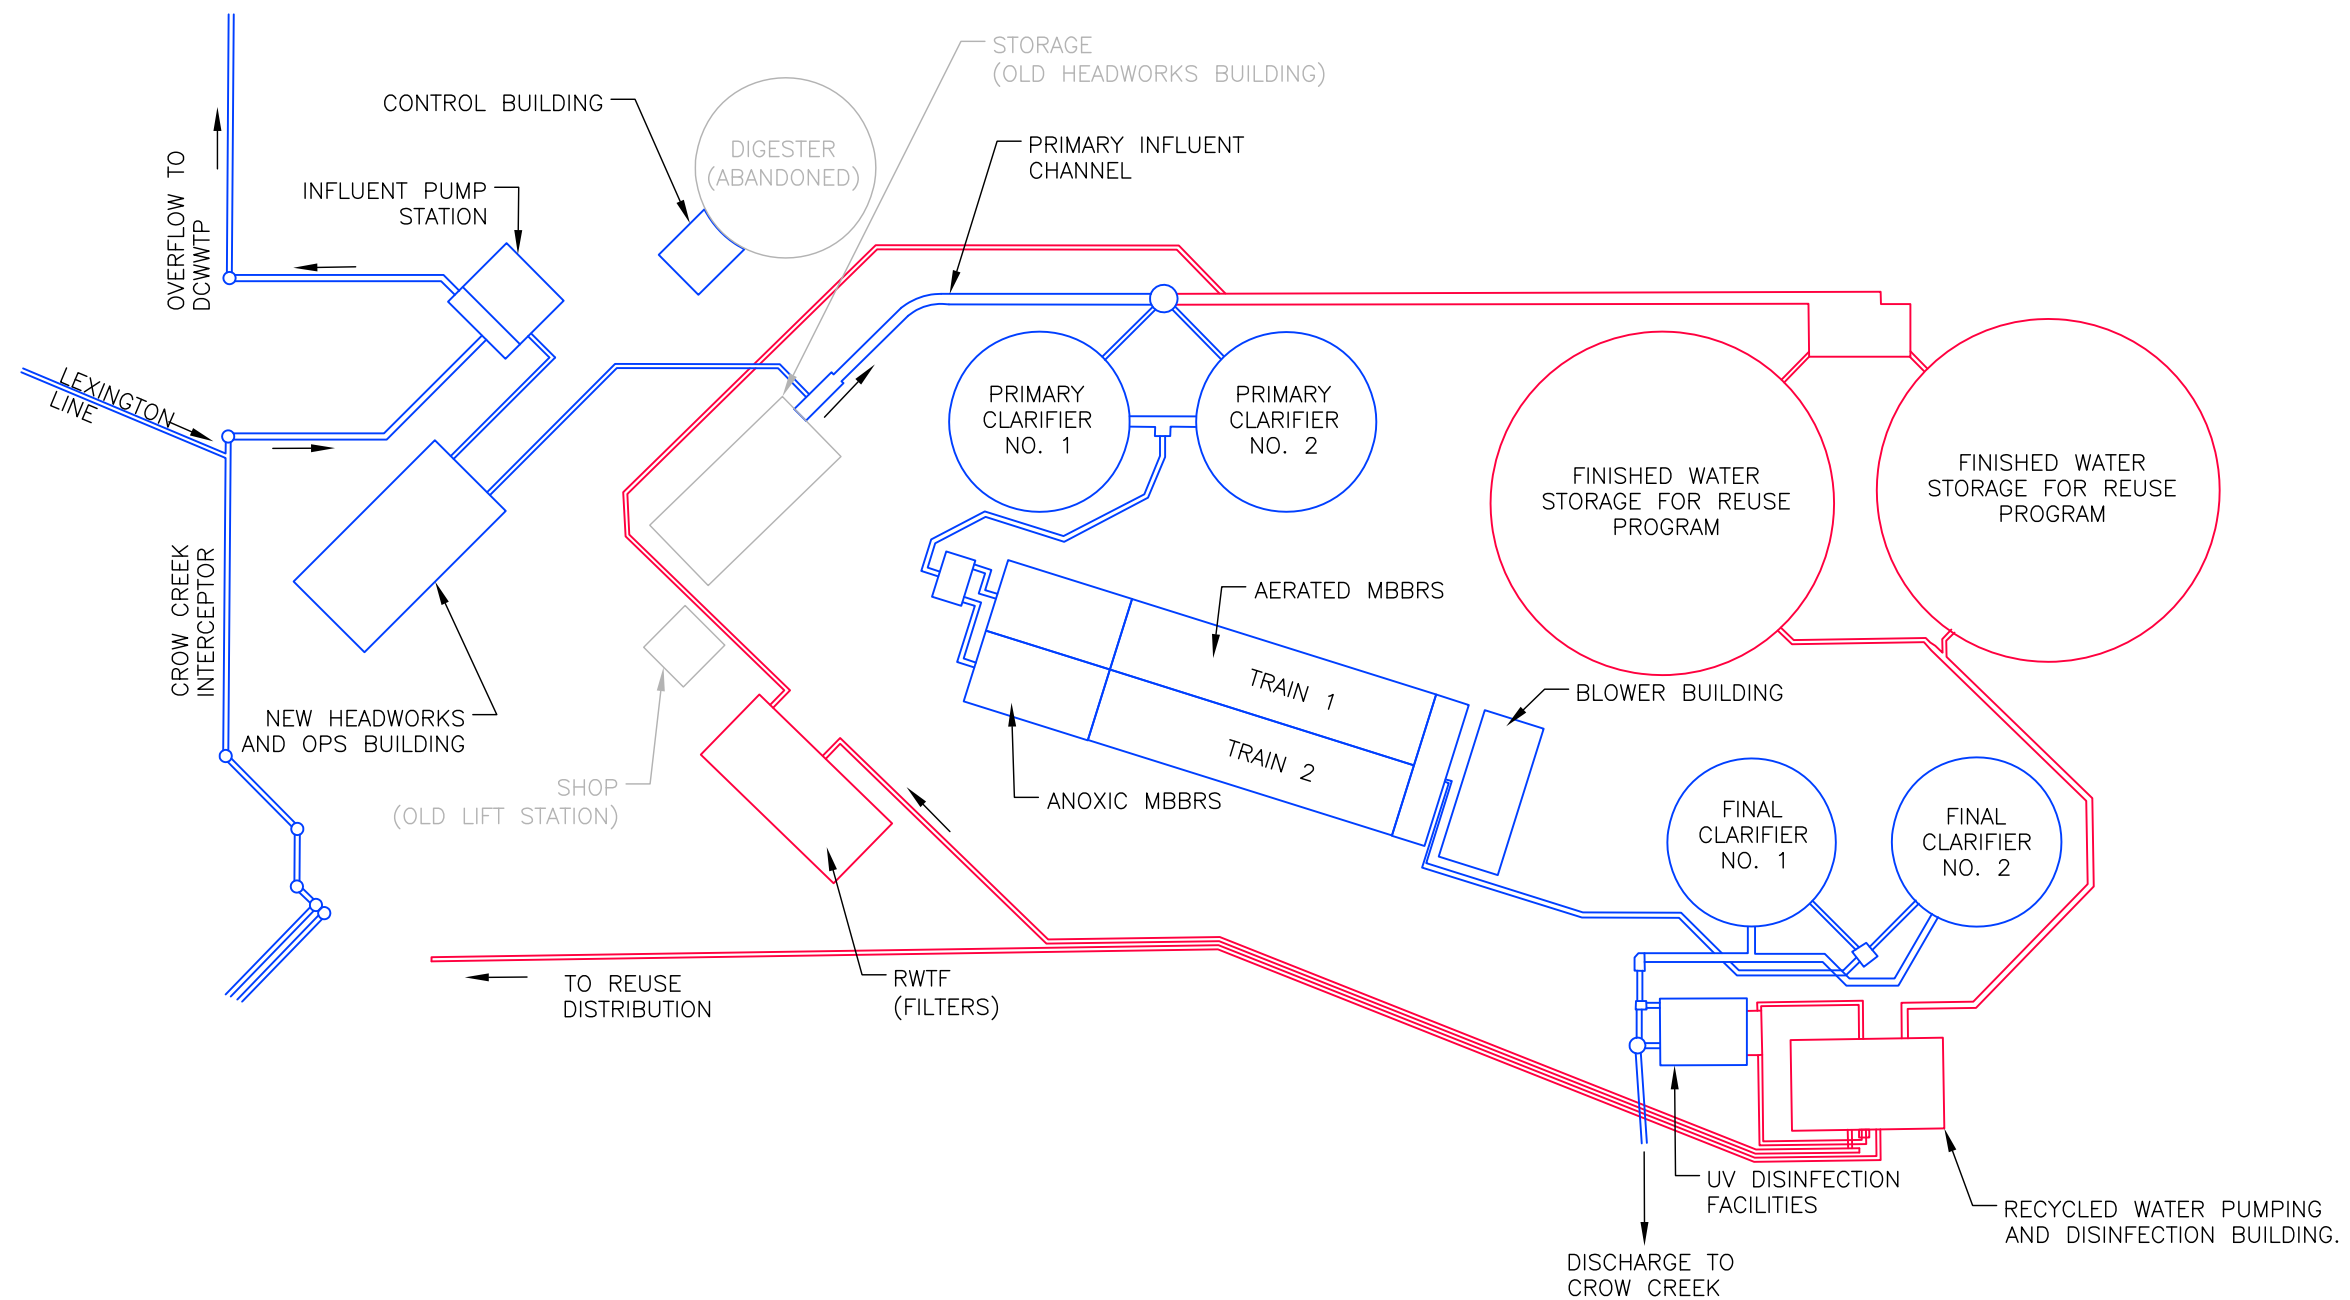 STORAGE
(OLD HEADWORKS BUILDING)
CONTROL BUILDING
DIGESTER
(ABANDONED)
PRIMARY INFLUENT
CHANNEL
INFLUENT PUMP
STATION
OVERFLOW TO
DCWWTP
LEXINGTON
LINE
PRIMARY
CLARIFIER
NO. 1
PRIMARY
CLARIFIER
NO. 2
FINISHED WATER
STORAGE FOR REUSE
PROGRAM
FINISHED WATER
STORAGE FOR REUSE
PROGRAM
CROW CREEK
INTERCEPTOR
AERATED MBBRS
TRAIN 1
TRAIN 2
BLOWER BUILDING
NEW HEADWORKS
AND OPS BUILDING
SHOP
(OLD LIFT STATION)
ANOXIC MBBRS
FINAL
CLARIFIER
NO. 1
FINAL
CLARIFIER
NO. 2
TO REUSE
DISTRIBUTION
RWTF
(FILTERS)
UV DISINFECTION
FACILITIES
RECYCLED WATER PUMPING
AND DISINFECTION BUILDING.
DISCHARGE TO
CROW CREEK